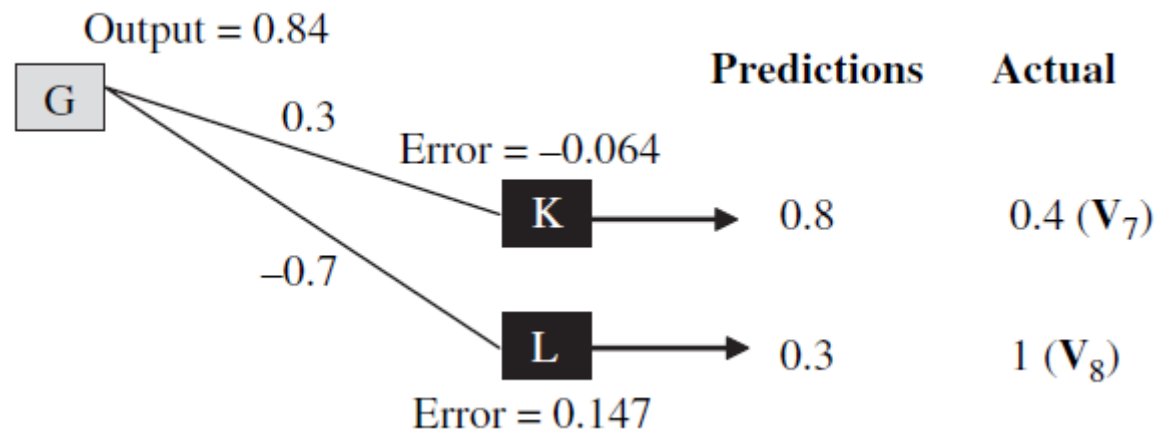 Output = 0.84
Predictions Actual
G
0.3
Error = –0.064
K 0.8 0.4 (V₇)
–0.7
L 0.3 1 (V₈)
Error = 0.147